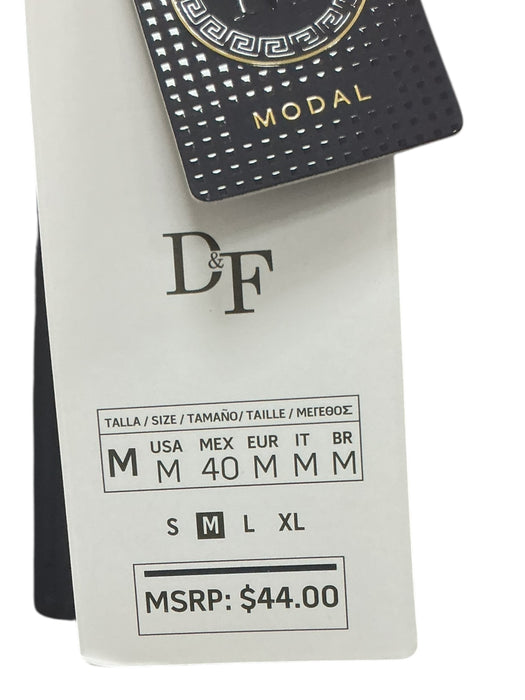 MODAL
D&F
TALLA / SIZE / TAMAÑO / TAILLE / ΜΕΓΕΘΟΣ
M USA MEX EUR IT BR
M 40 M M M
S M L XL
MSRP: $44.00